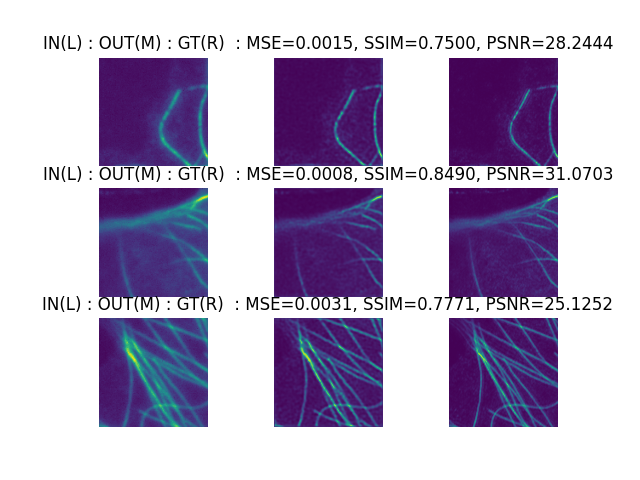 IN(L) : OUT(M) : GT(R)  : MSE=0.0015, SSIM=0.7500, PSNR=28.2444
IN(L) : OUT(M) : GT(R)  : MSE=0.0008, SSIM=0.8490, PSNR=31.0703
IN(L) : OUT(M) : GT(R)  : MSE=0.0031, SSIM=0.7771, PSNR=25.1252